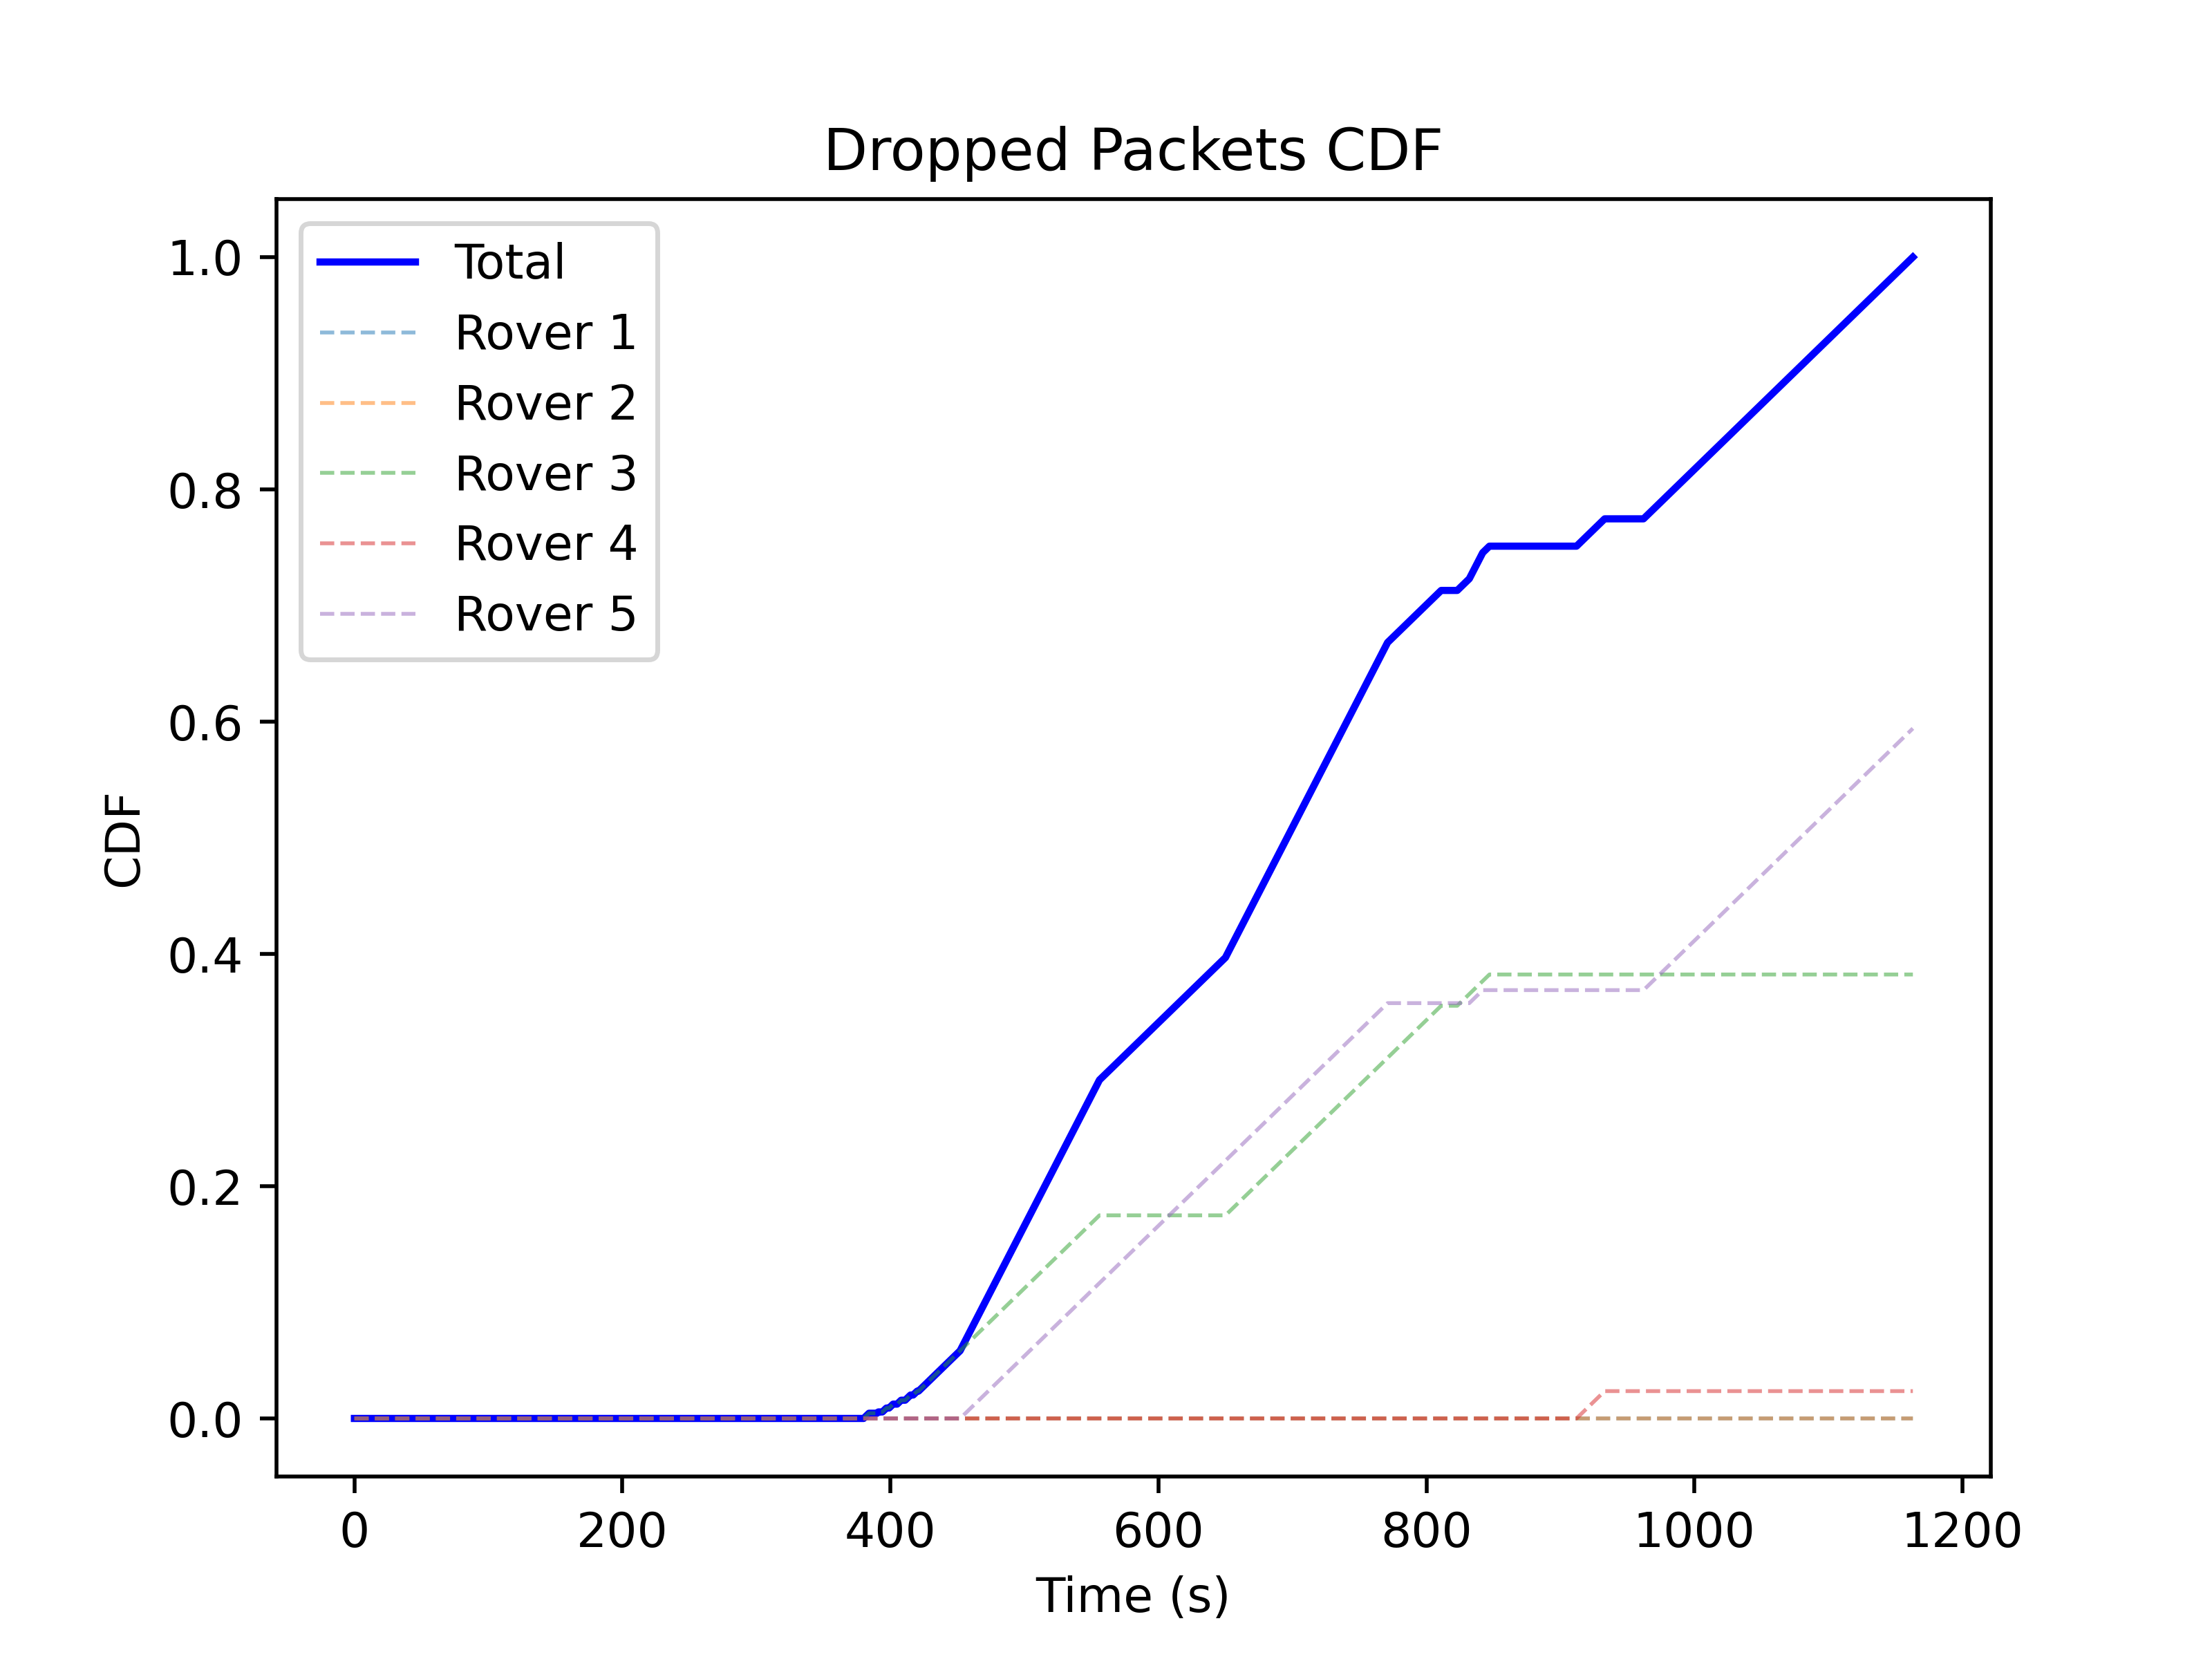 Dropped Packets CDF
Total
Rover 1
Rover 2
Rover 3
Rover 4
Rover 5
1.0
0.8
0.6
0.4
0.2
0.0
CDF
0 200 400 600 800 1000 1200
Time (s)